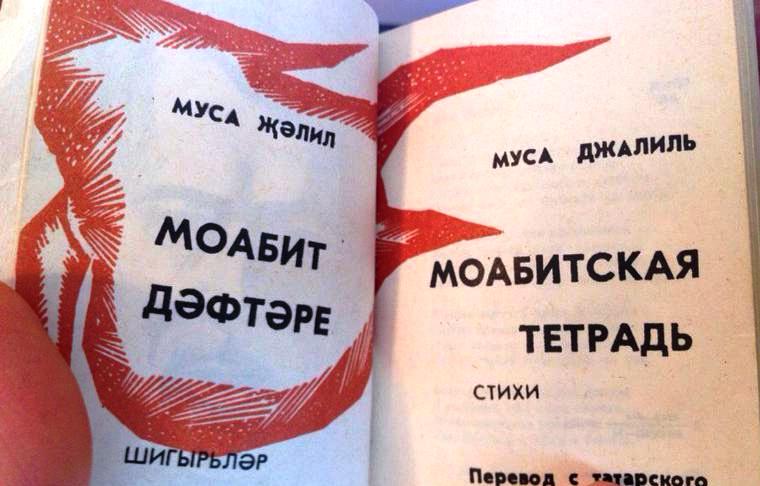 МУСА ҖӘЛИЛ
МОАБИТ
ДӘФТӘРЕ
ШИГЫРЬЛӘР
МУСА ДЖАЛИЛЬ
МОАБИТСКАЯ
ТЕТРАДЬ
СТИХИ
Перевод с татарского